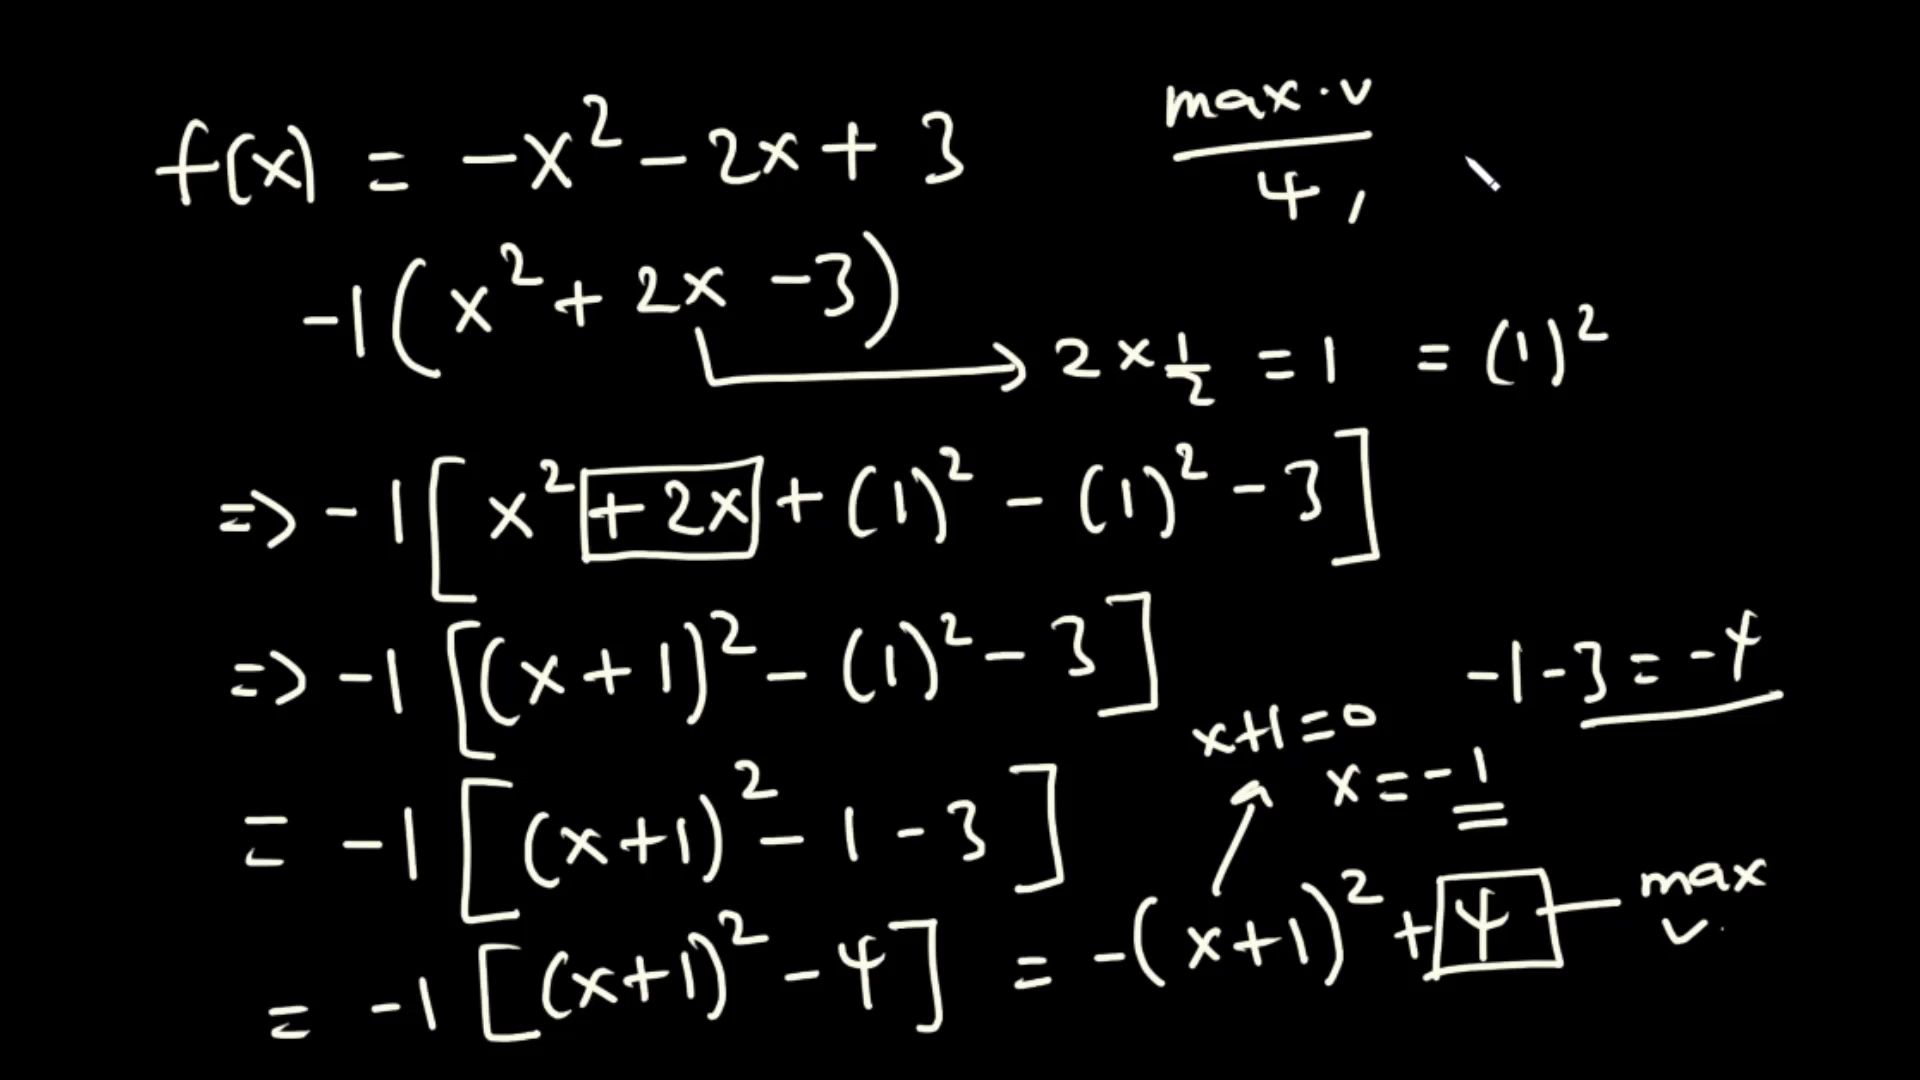 f(x) = -x² - 2x + 3
max.v
4,
-1(x² + 2x - 3)
2 × 1/2 = 1 = (1)²
=> -1[x² + 2x + (1)² - (1)² - 3]
=> -1[(x+1)² - (1)² - 3]
-1-3=-4
x+1=0
x=-1
= -1[(x+1)² - 1 - 3]
= -1[(x+1)² - 4] = -(x+1)² + 4
max
v.